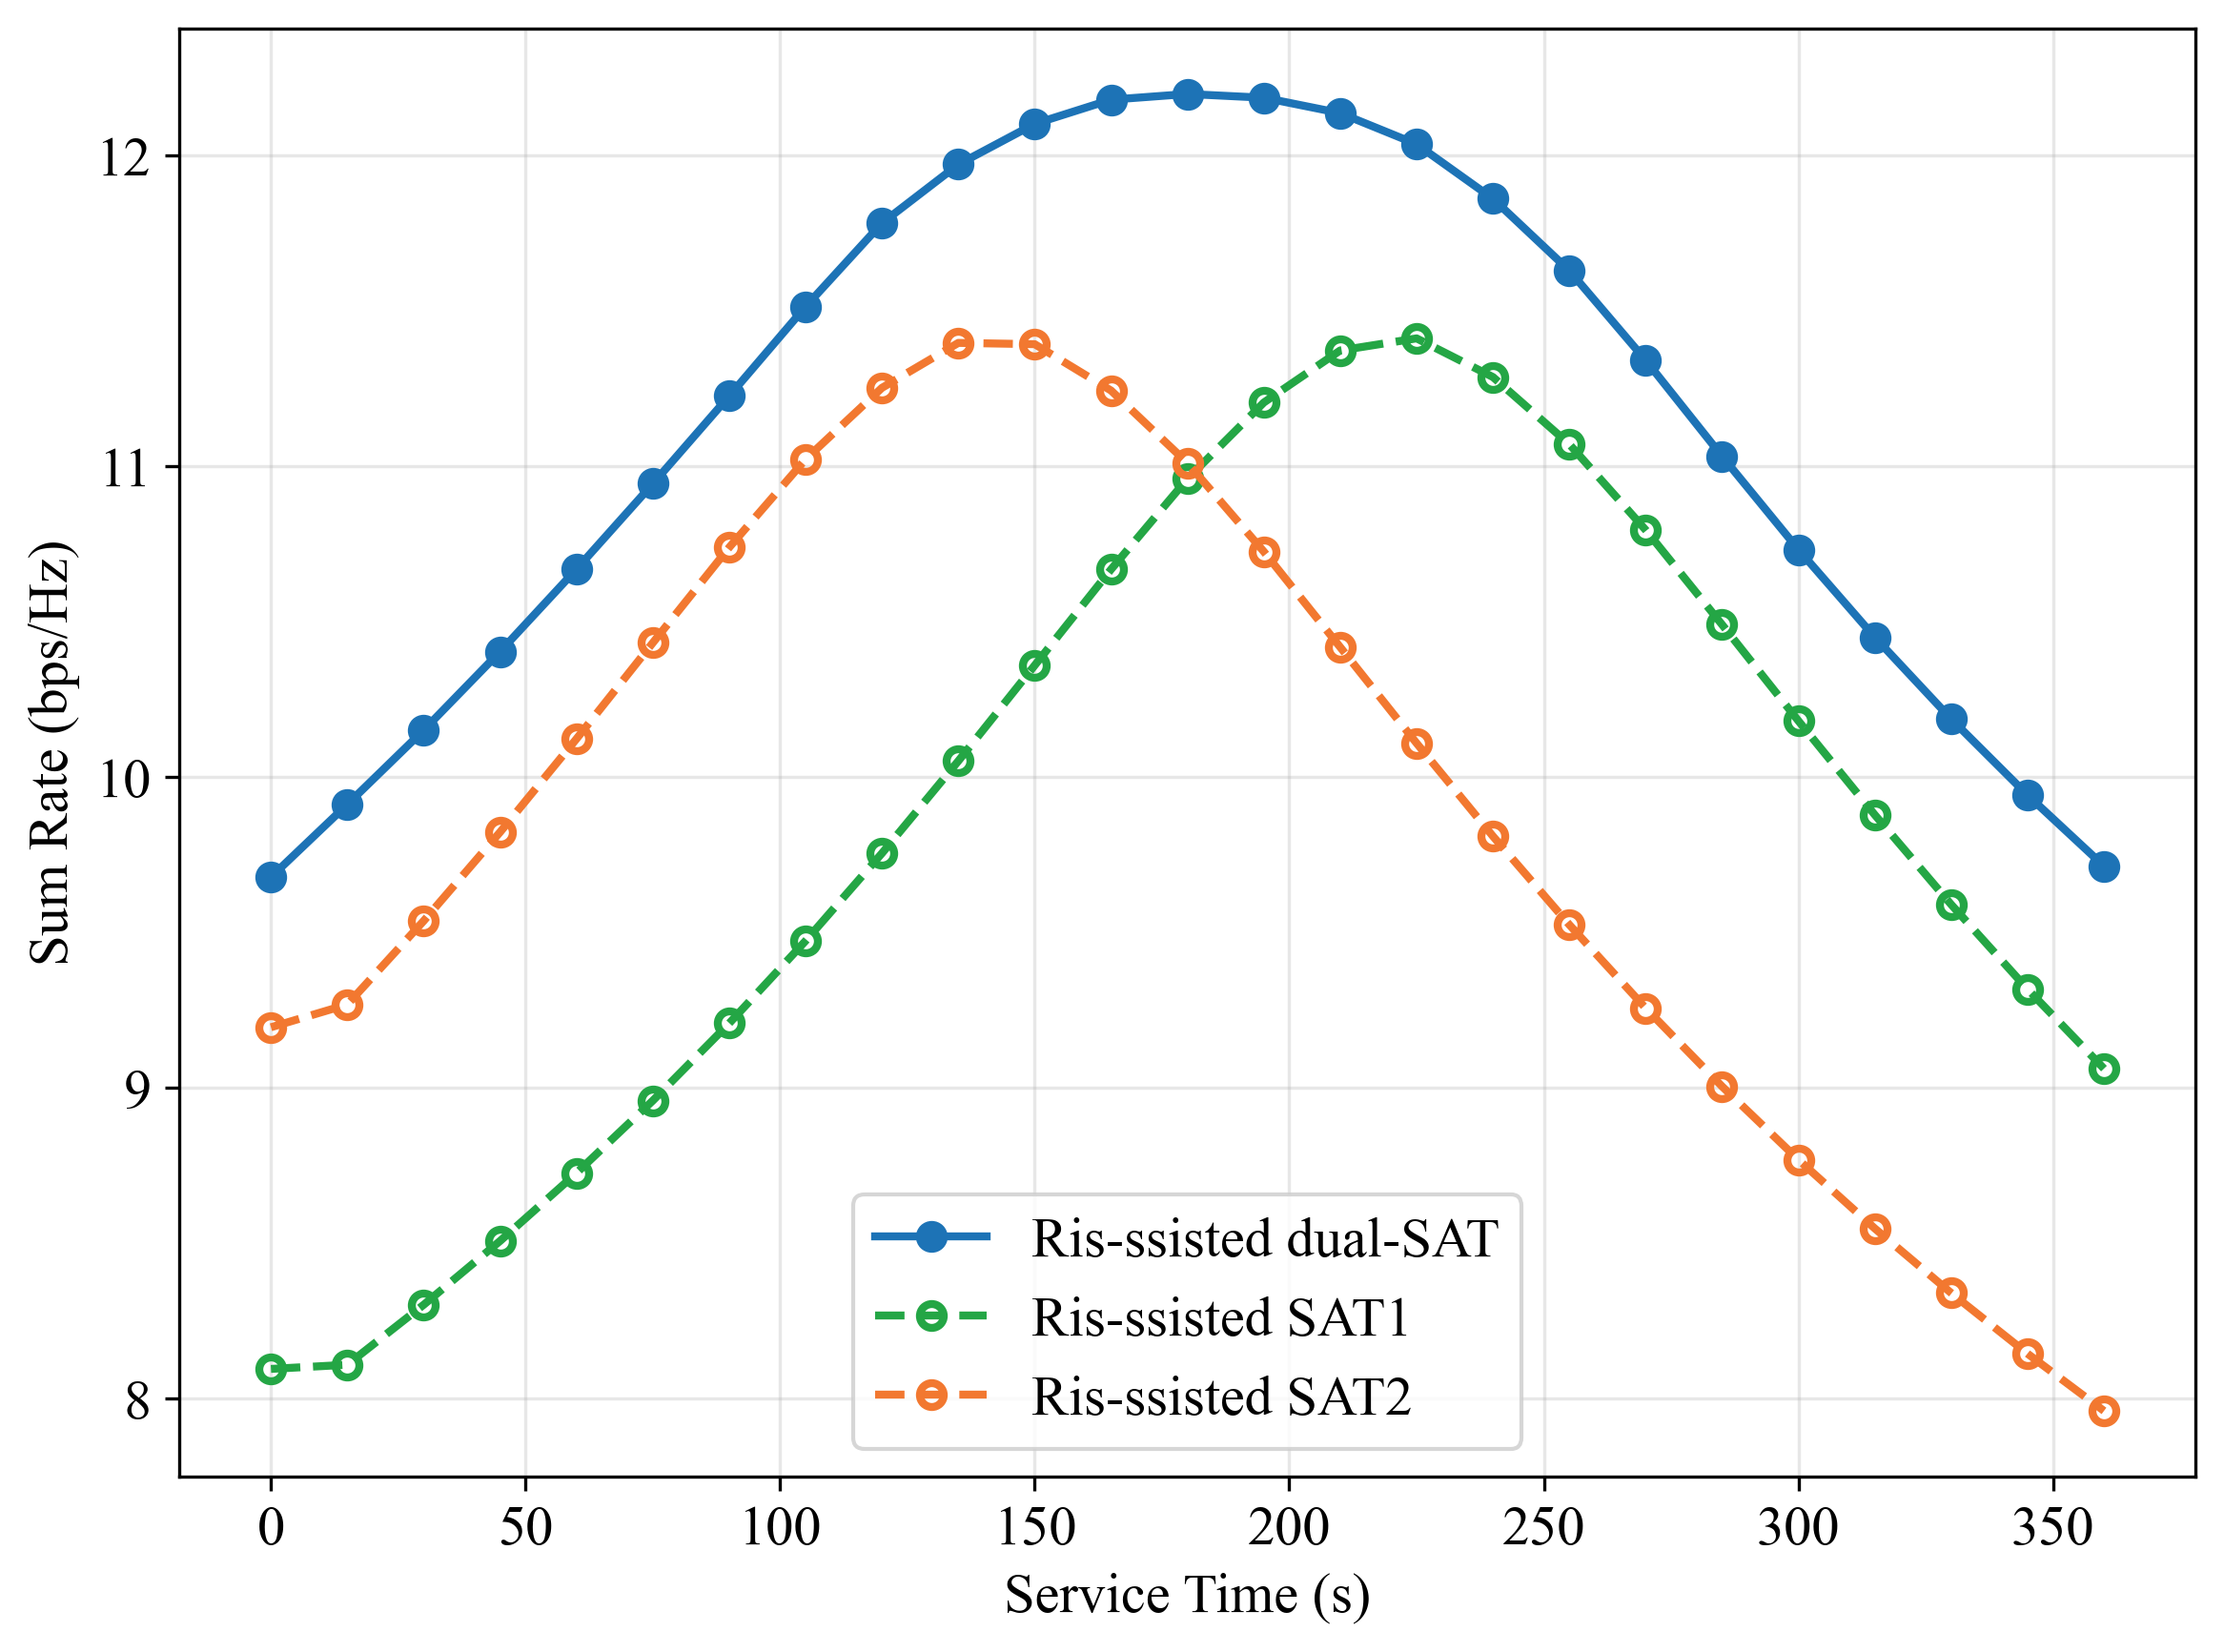 12
11
10
9
8
Sum Rate (bps/Hz)
Ris-ssisted dual-SAT
Ris-ssisted SAT1
Ris-ssisted SAT2
0 50 100 150 200 250 300 350
Service Time (s)